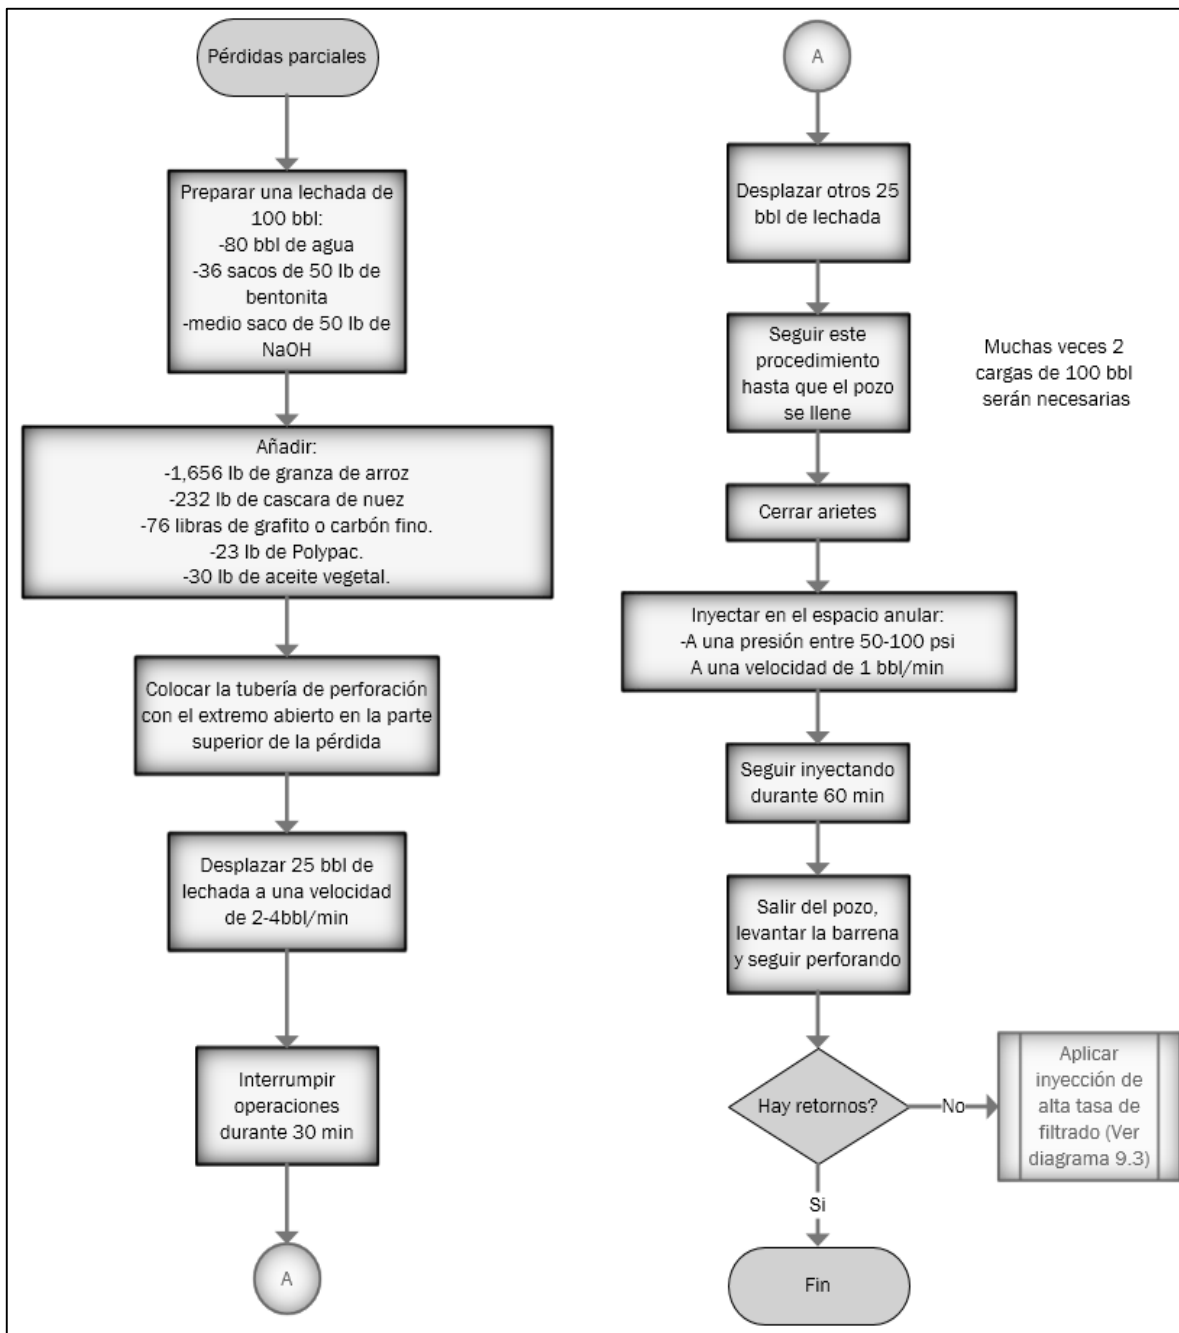 Pérdidas parciales
Preparar una lechada de
100 bbl:
-80 bbl de agua
-36 sacos de 50 lb de
bentonita
-medio saco de 50 lb de
NaOH
Añadir:
-1,656 lb de granza de arroz
-232 lb de cascara de nuez
-76 libras de grafito o carbón fino.
-23 lb de Polypac.
-30 lb de aceite vegetal.
Colocar la tubería de perforación
con el extremo abierto en la parte
superior de la pérdida
Desplazar 25 bbl de
lechada a una velocidad
de 2-4bbl/min
Interrumpir
operaciones
durante 30 min
A
A
Desplazar otros 25
bbl de lechada
Seguir este
procedimiento
hasta que el pozo
se llene
Muchas veces 2
cargas de 100 bbl
serán necesarias
Cerrar arietes
Inyectar en el espacio anular:
-A una presión entre 50-100 psi
A una velocidad de 1 bbl/min
Seguir inyectando
durante 60 min
Salir del pozo,
levantar la barrena
y seguir perforando
Hay retornos?
No
Aplicar
inyección de
alta tasa de
filtrado (Ver
diagrama 9.3)
Si
Fin